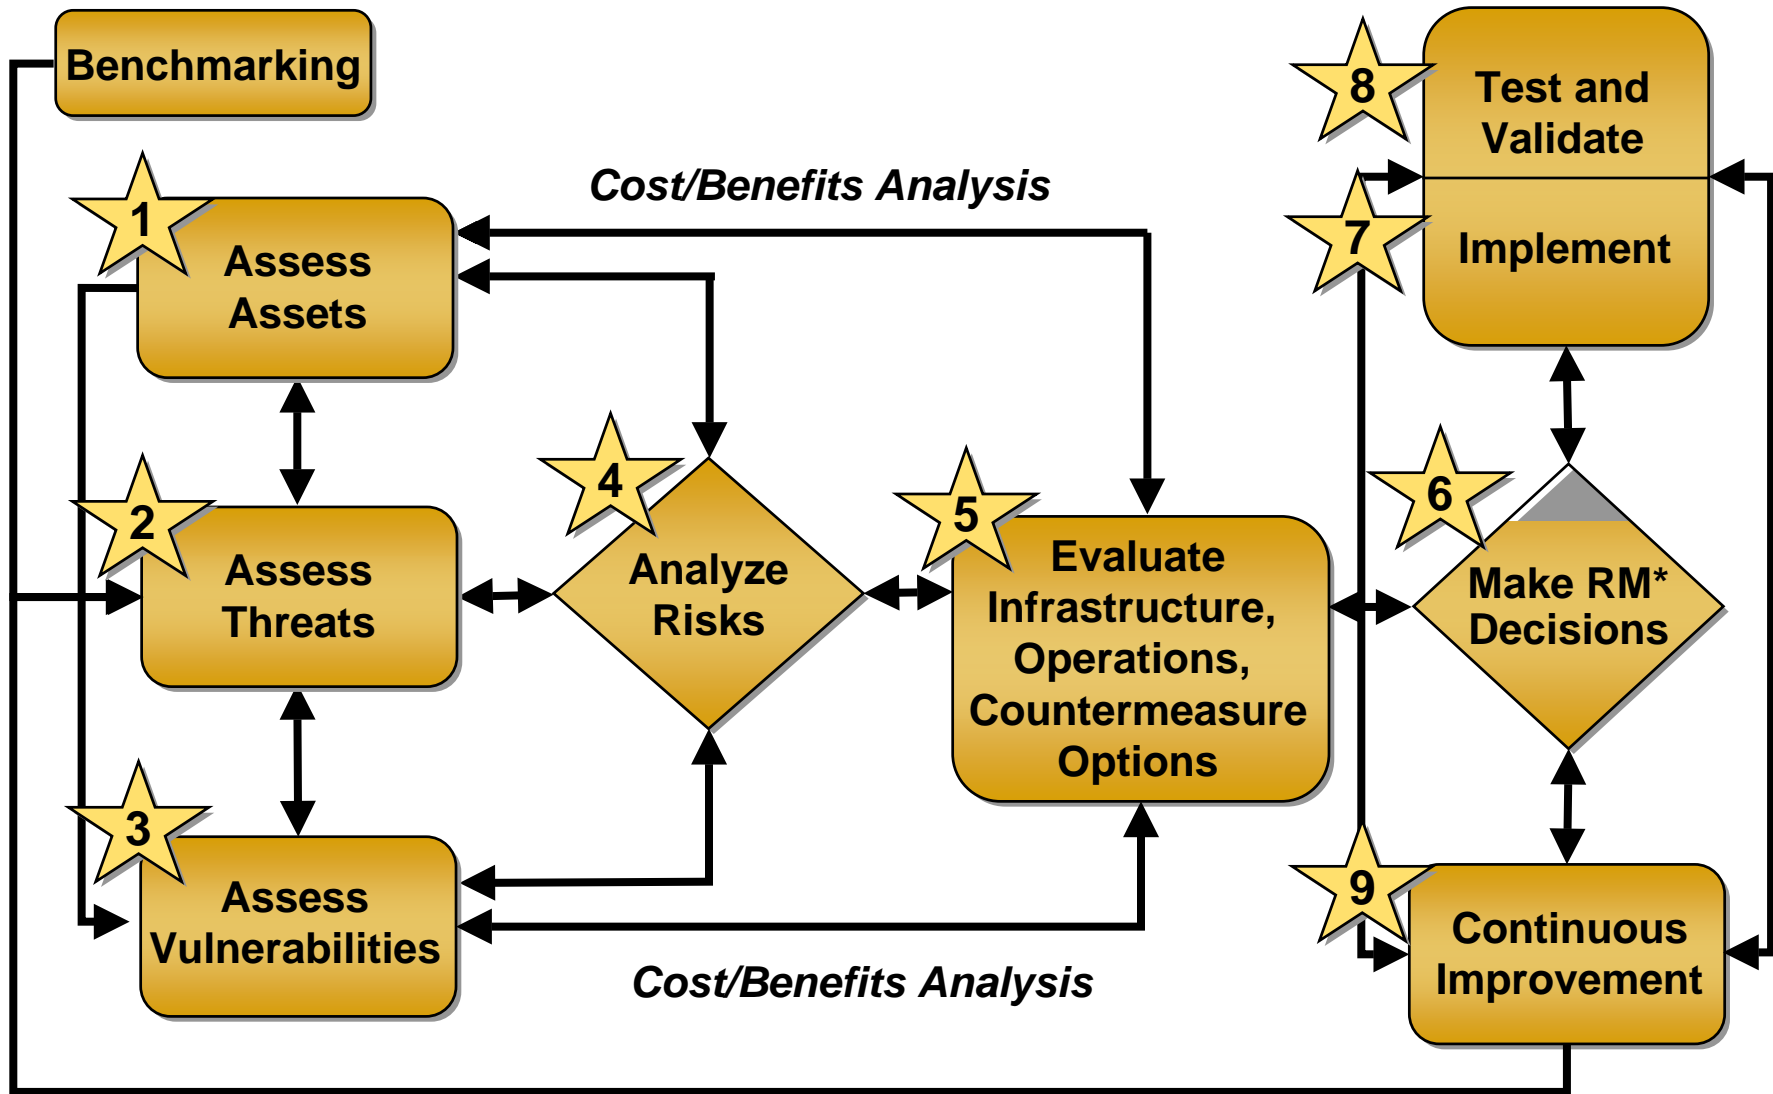 Benchmarking
8
Test and
Validate
7
Implement
Cost/Benefits Analysis
1
Assess
Assets
2
Assess
Threats
4
Analyze
Risks
5
Evaluate
Infrastructure,
Operations,
Countermeasure
Options
6
Make RM*
Decisions
3
Assess
Vulnerabilities
9
Continuous
Improvement
Cost/Benefits Analysis